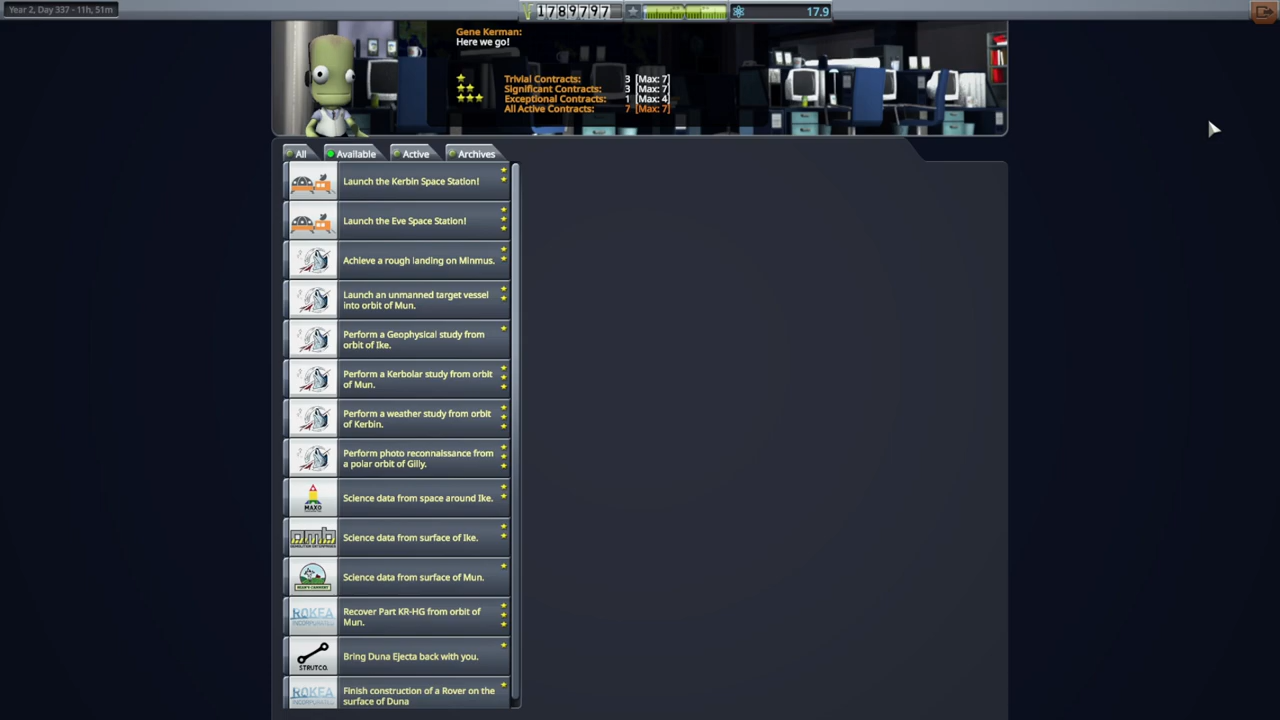 Year 2, Day 337 - 11h, 51m
1789797
17.9
Gene Kerman:
Here we go!
Trivial Contracts: 3 [Max: 7]
Significant Contracts: 3 [Max: 7]
Exceptional Contracts: 1 [Max: 4]
All Active Contracts: 7 [Max: 7]
All
Available
Active
Archives
Launch the Kerbin Space Station!
Launch the Eve Space Station!
Achieve a rough landing on Minmus.
Launch an unmanned target vessel
into orbit of Mun.
Perform a Geophysical study from
orbit of Ike.
Perform a Kerbolar study from orbit
of Mun.
Perform a weather study from orbit
of Kerbin.
Perform photo reconnaissance from
a polar orbit of Gilly.
MAXO
Science data from space around Ike.
Science data from surface of Ike.
Science data from surface of Mun.
ROKEA
INCORPORATED
Recover Part KR-HG from orbit of
Mun.
STRUTCO.
Bring Duna Ejecta back with you.
ROKEA
INCORPORATED
Finish construction of a Rover on the
surface of Duna